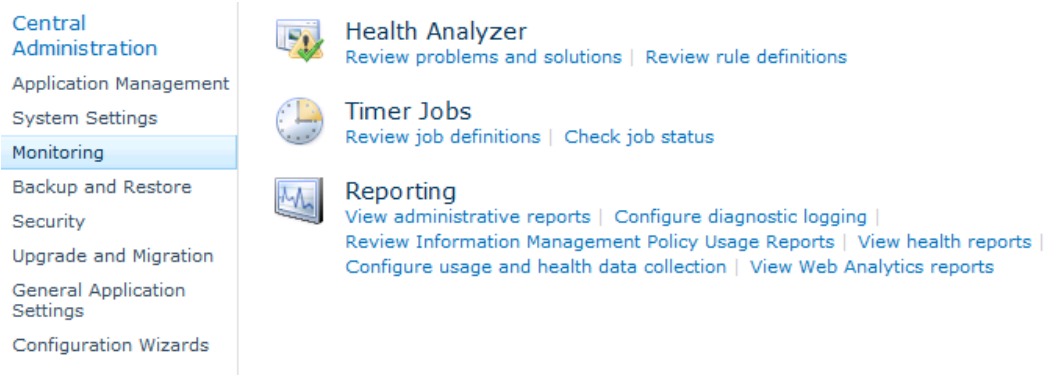 Central
Administration
Application Management
System Settings
Monitoring
Backup and Restore
Security
Upgrade and Migration
General Application
Settings
Configuration Wizards
Health Analyzer
Review problems and solutions | Review rule definitions
Timer Jobs
Review job definitions | Check job status
Reporting
View administrative reports | Configure diagnostic logging |
Review Information Management Policy Usage Reports | View health reports |
Configure usage and health data collection | View Web Analytics reports